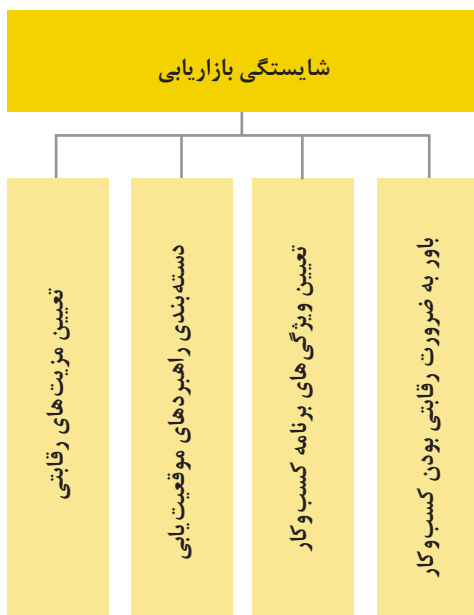 شایستگی بازاریابی
باور به ضرورت رقابتی بودن کسب‌وکار
تعیین ویژگی‌های برنامه کسب‌وکار
دسته‌بندی راهبردهای موقعیت‌یابی
تعیین مزیت‌های رقابتی